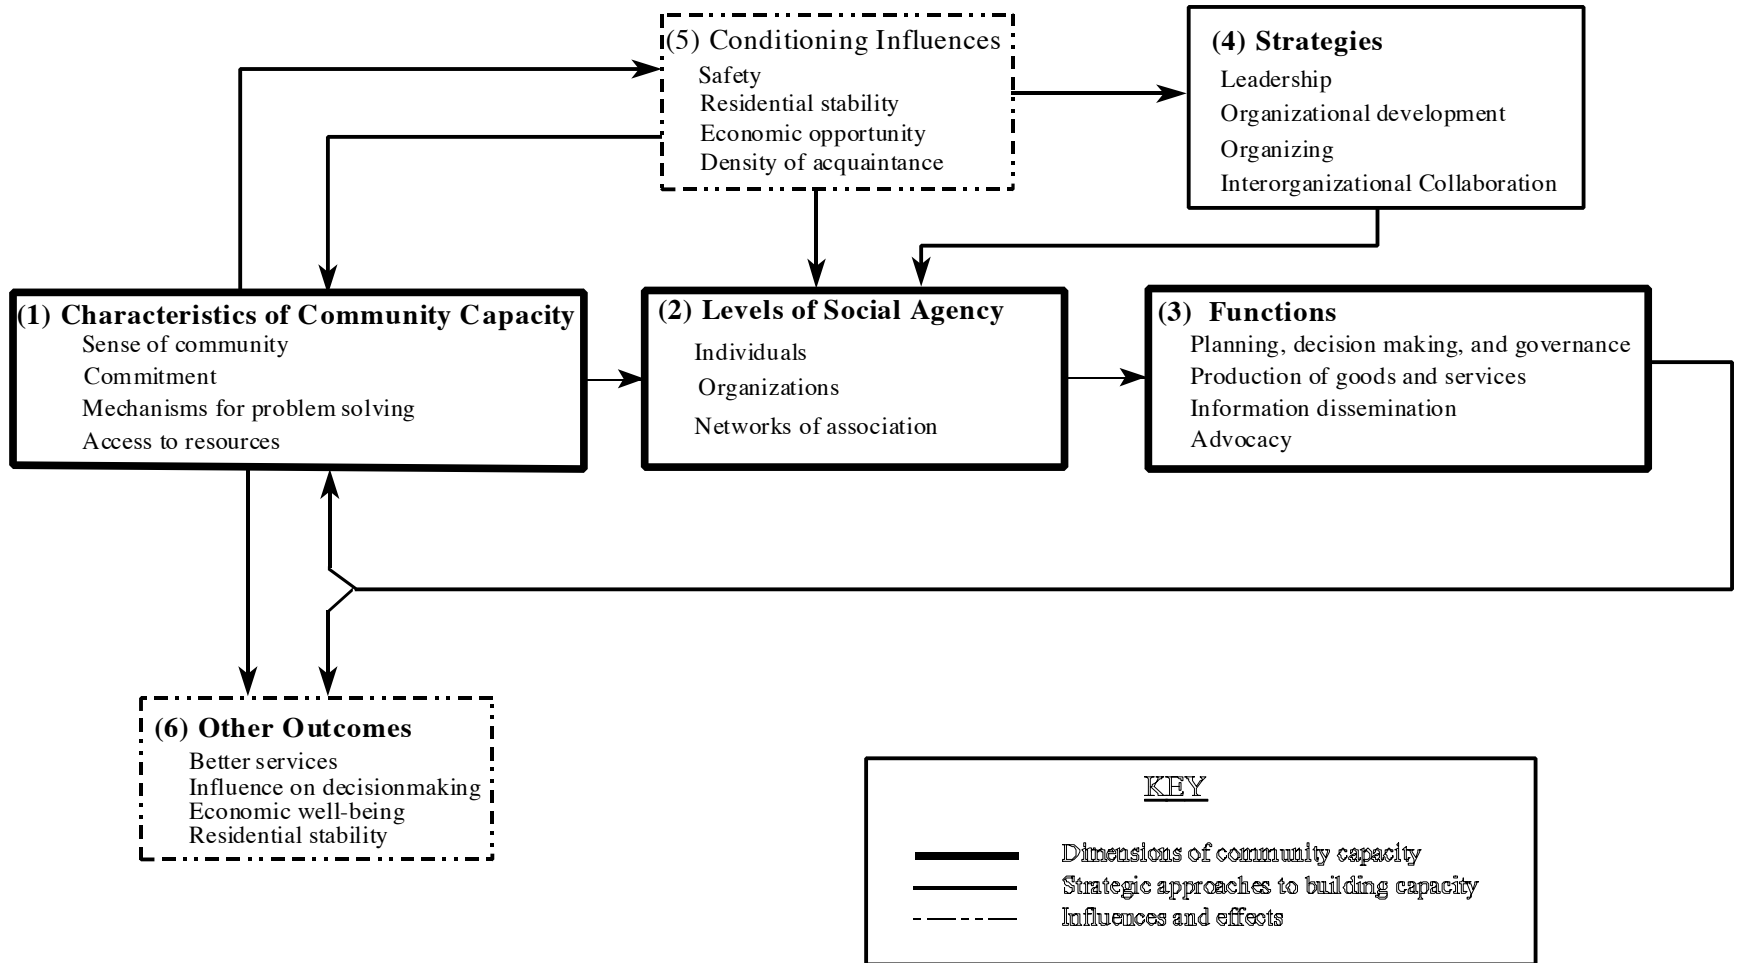 (5) Conditioning Influences
Safety
Residential stability
Economic opportunity
Density of acquaintance
(4) Strategies
Leadership
Organizational development
Organizing
Interorganizational Collaboration
(1) Characteristics of Community Capacity
Sense of community
Commitment
Mechanisms for problem solving
Access to resources
(2) Levels of Social Agency
Individuals
Organizations
Networks of association
(3) Functions
Planning, decision making, and governance
Production of goods and services
Information dissemination
Advocacy
(6) Other Outcomes
Better services
Influence on decisionmaking
Economic well-being
Residential stability
KEY
Dimensions of community capacity
Strategic approaches to building capacity
Influences and effects